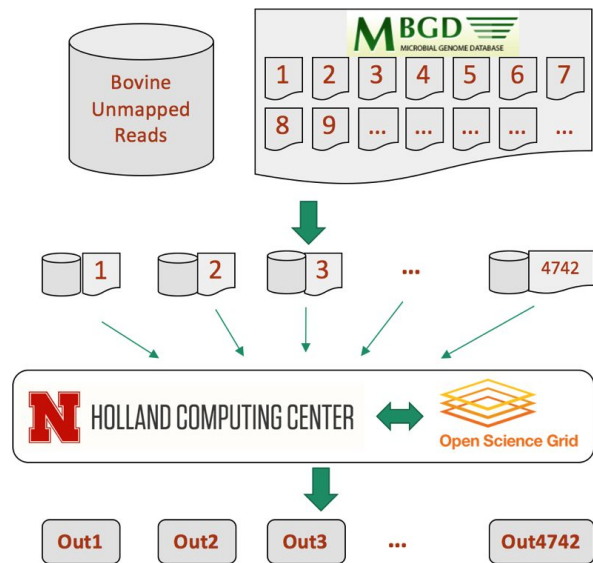 Bovine
Unmapped
Reads
MBGD
MICROBIAL GENOME DATABASE
1 2 3 4 5 6 7
8 9 ... ... ... ... ...
1 2 3 ... 4742
N HOLLAND COMPUTING CENTER
Open Science Grid
Out1 Out2 Out3 ... Out4742